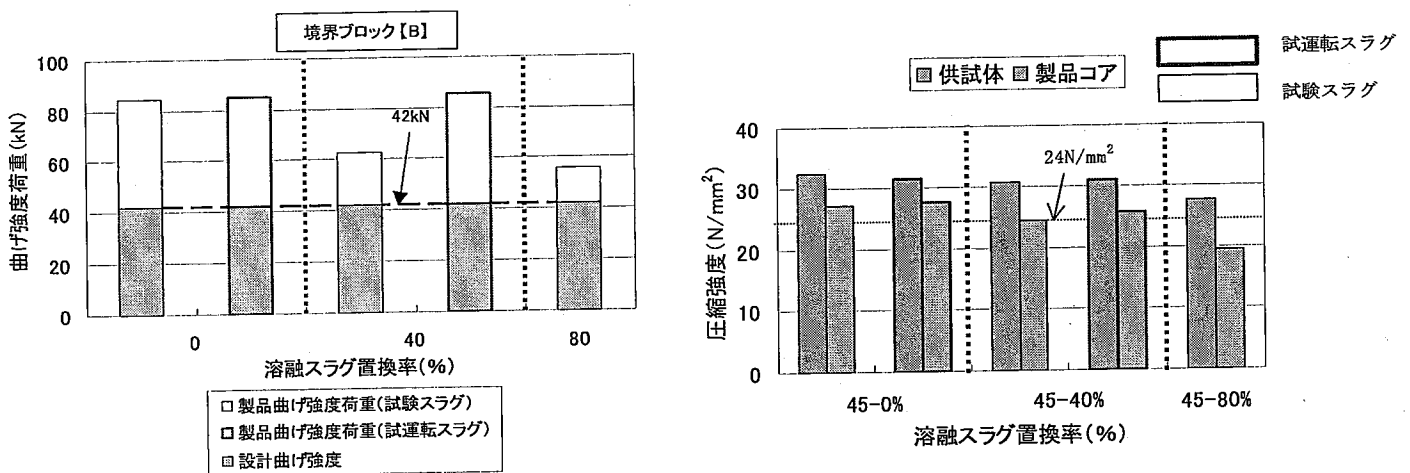 境界ブロック【B】
曲げ強度荷重(kN)
100
80
60
40
20
0
42kN
0
40
80
溶融スラグ置換率(%)
製品曲げ強度荷重(試験スラグ)
製品曲げ強度荷重(試運転スラグ)
設計曲げ強度
供試体 製品コア
試運転スラグ
試験スラグ
圧縮強度(N/mm²)
40
30
20
10
0
24N/mm²
45-0%
45-40%
45-80%
溶融スラグ置換率(%)